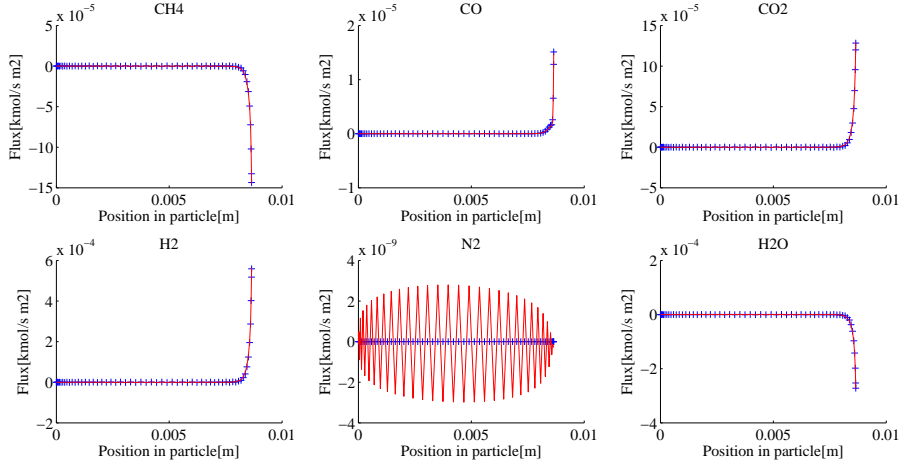 CH4
x 10⁻⁵
5
0
−5
−10
−15
0
0.005
0.01
Flux[kmol/s m2]
Position in particle[m]
CO
x 10⁻⁵
2
1
0
−1
0
0.005
0.01
Flux[kmol/s m2]
Position in particle[m]
CO2
x 10⁻⁵
15
10
5
0
−5
0
0.005
0.01
Flux[kmol/s m2]
Position in particle[m]
H2
x 10⁻⁴
6
4
2
0
−2
0
0.005
0.01
Flux[kmol/s m2]
Position in particle[m]
N2
x 10⁻⁹
4
2
0
−2
−4
0
0.005
0.01
Flux[kmol/s m2]
Position in particle[m]
H2O
x 10⁻⁴
2
0
−2
−4
0
0.005
0.01
Flux[kmol/s m2]
Position in particle[m]